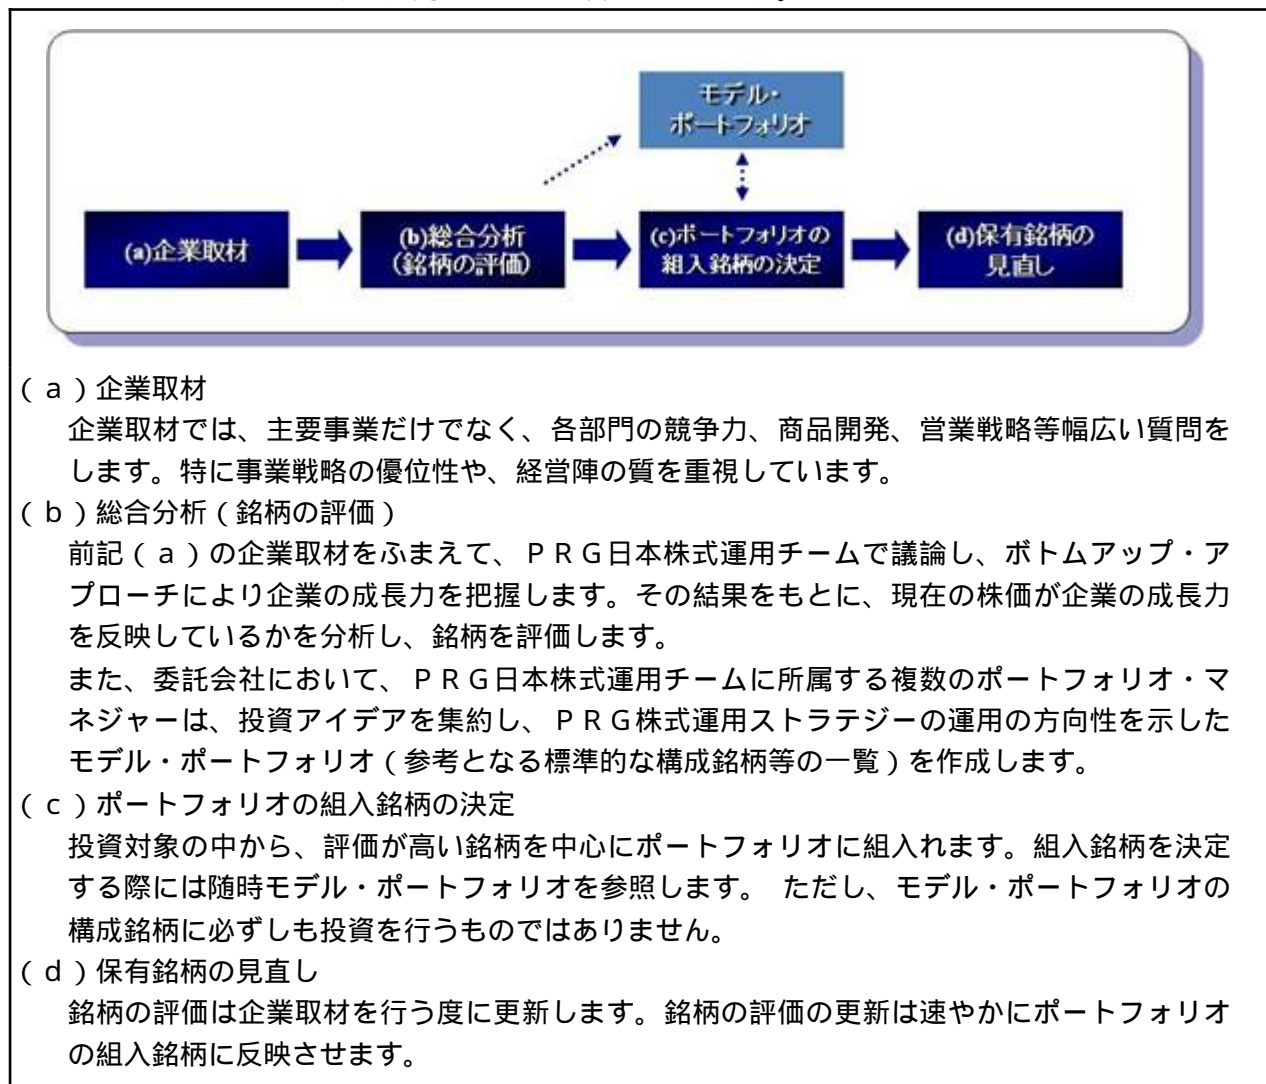 モデル・
ポートフォリオ
(a)企業取材
(b)総合分析
（銘柄の評価）
(c)ポートフォリオの
組入銘柄の決定
(d)保有銘柄の
見直し
（ａ）企業取材
企業取材では、主要事業だけでなく、各部門の競争力、商品開発、営業戦略等幅広い質問を
します。特に事業戦略の優位性や、経営陣の質を重視しています。
（ｂ）総合分析（銘柄の評価）
前記（ａ）の企業取材をふまえて、ＰＲＧ日本株式運用チームで議論し、ボトムアップ・ア
プローチにより企業の成長力を把握します。その結果をもとに、現在の株価が企業の成長力
を反映しているかを分析し、銘柄を評価します。
また、委託会社において、ＰＲＧ日本株式運用チームに所属する複数のポートフォリオ・マ
ネジャーは、投資アイデアを集約し、ＰＲＧ株式運用ストラテジーの運用の方向性を示した
モデル・ポートフォリオ（参考となる標準的な構成銘柄等の一覧）を作成します。
（ｃ）ポートフォリオの組入銘柄の決定
投資対象の中から、評価が高い銘柄を中心にポートフォリオに組入れます。組入銘柄を決定
する際には随時モデル・ポートフォリオを参照します。 ただし、モデル・ポートフォリオの
構成銘柄に必ずしも投資を行うものではありません。
（ｄ）保有銘柄の見直し
銘柄の評価は企業取材を行う度に更新します。銘柄の評価の更新は速やかにポートフォリオ
の組入銘柄に反映させます。